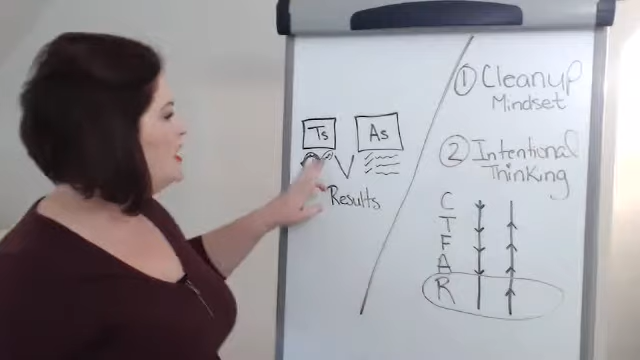 Ts As
Results
① Cleanup
Mindset
② Intentional
Thinking
C
T
F
A
R